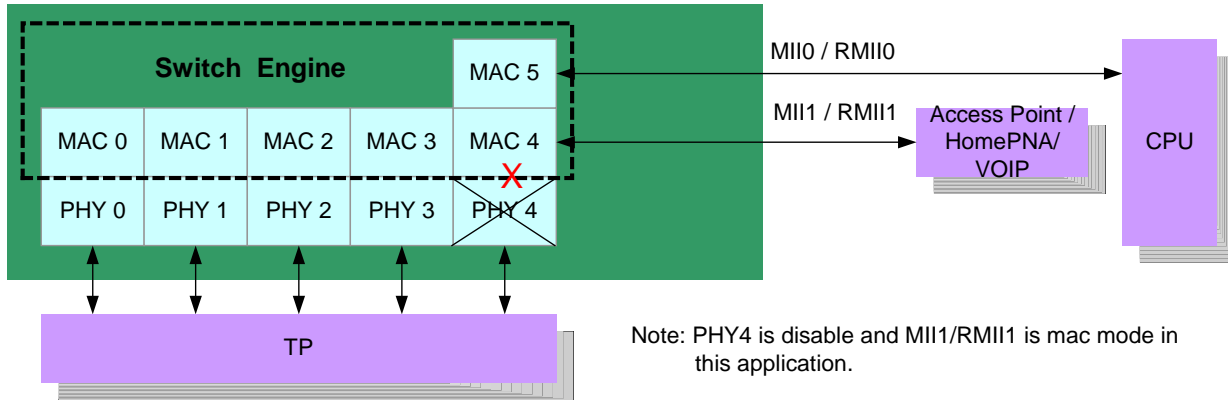 Switch Engine
MAC 5
MII0 / RMII0
MII1 / RMII1
Access Point /
HomePNA/
VOIP
CPU
MAC 0
MAC 1
MAC 2
MAC 3
MAC 4
X
PHY 0
PHY 1
PHY 2
PHY 3
PHY 4
TP
Note: PHY4 is disable and MII1/RMII1 is mac mode in
this application.